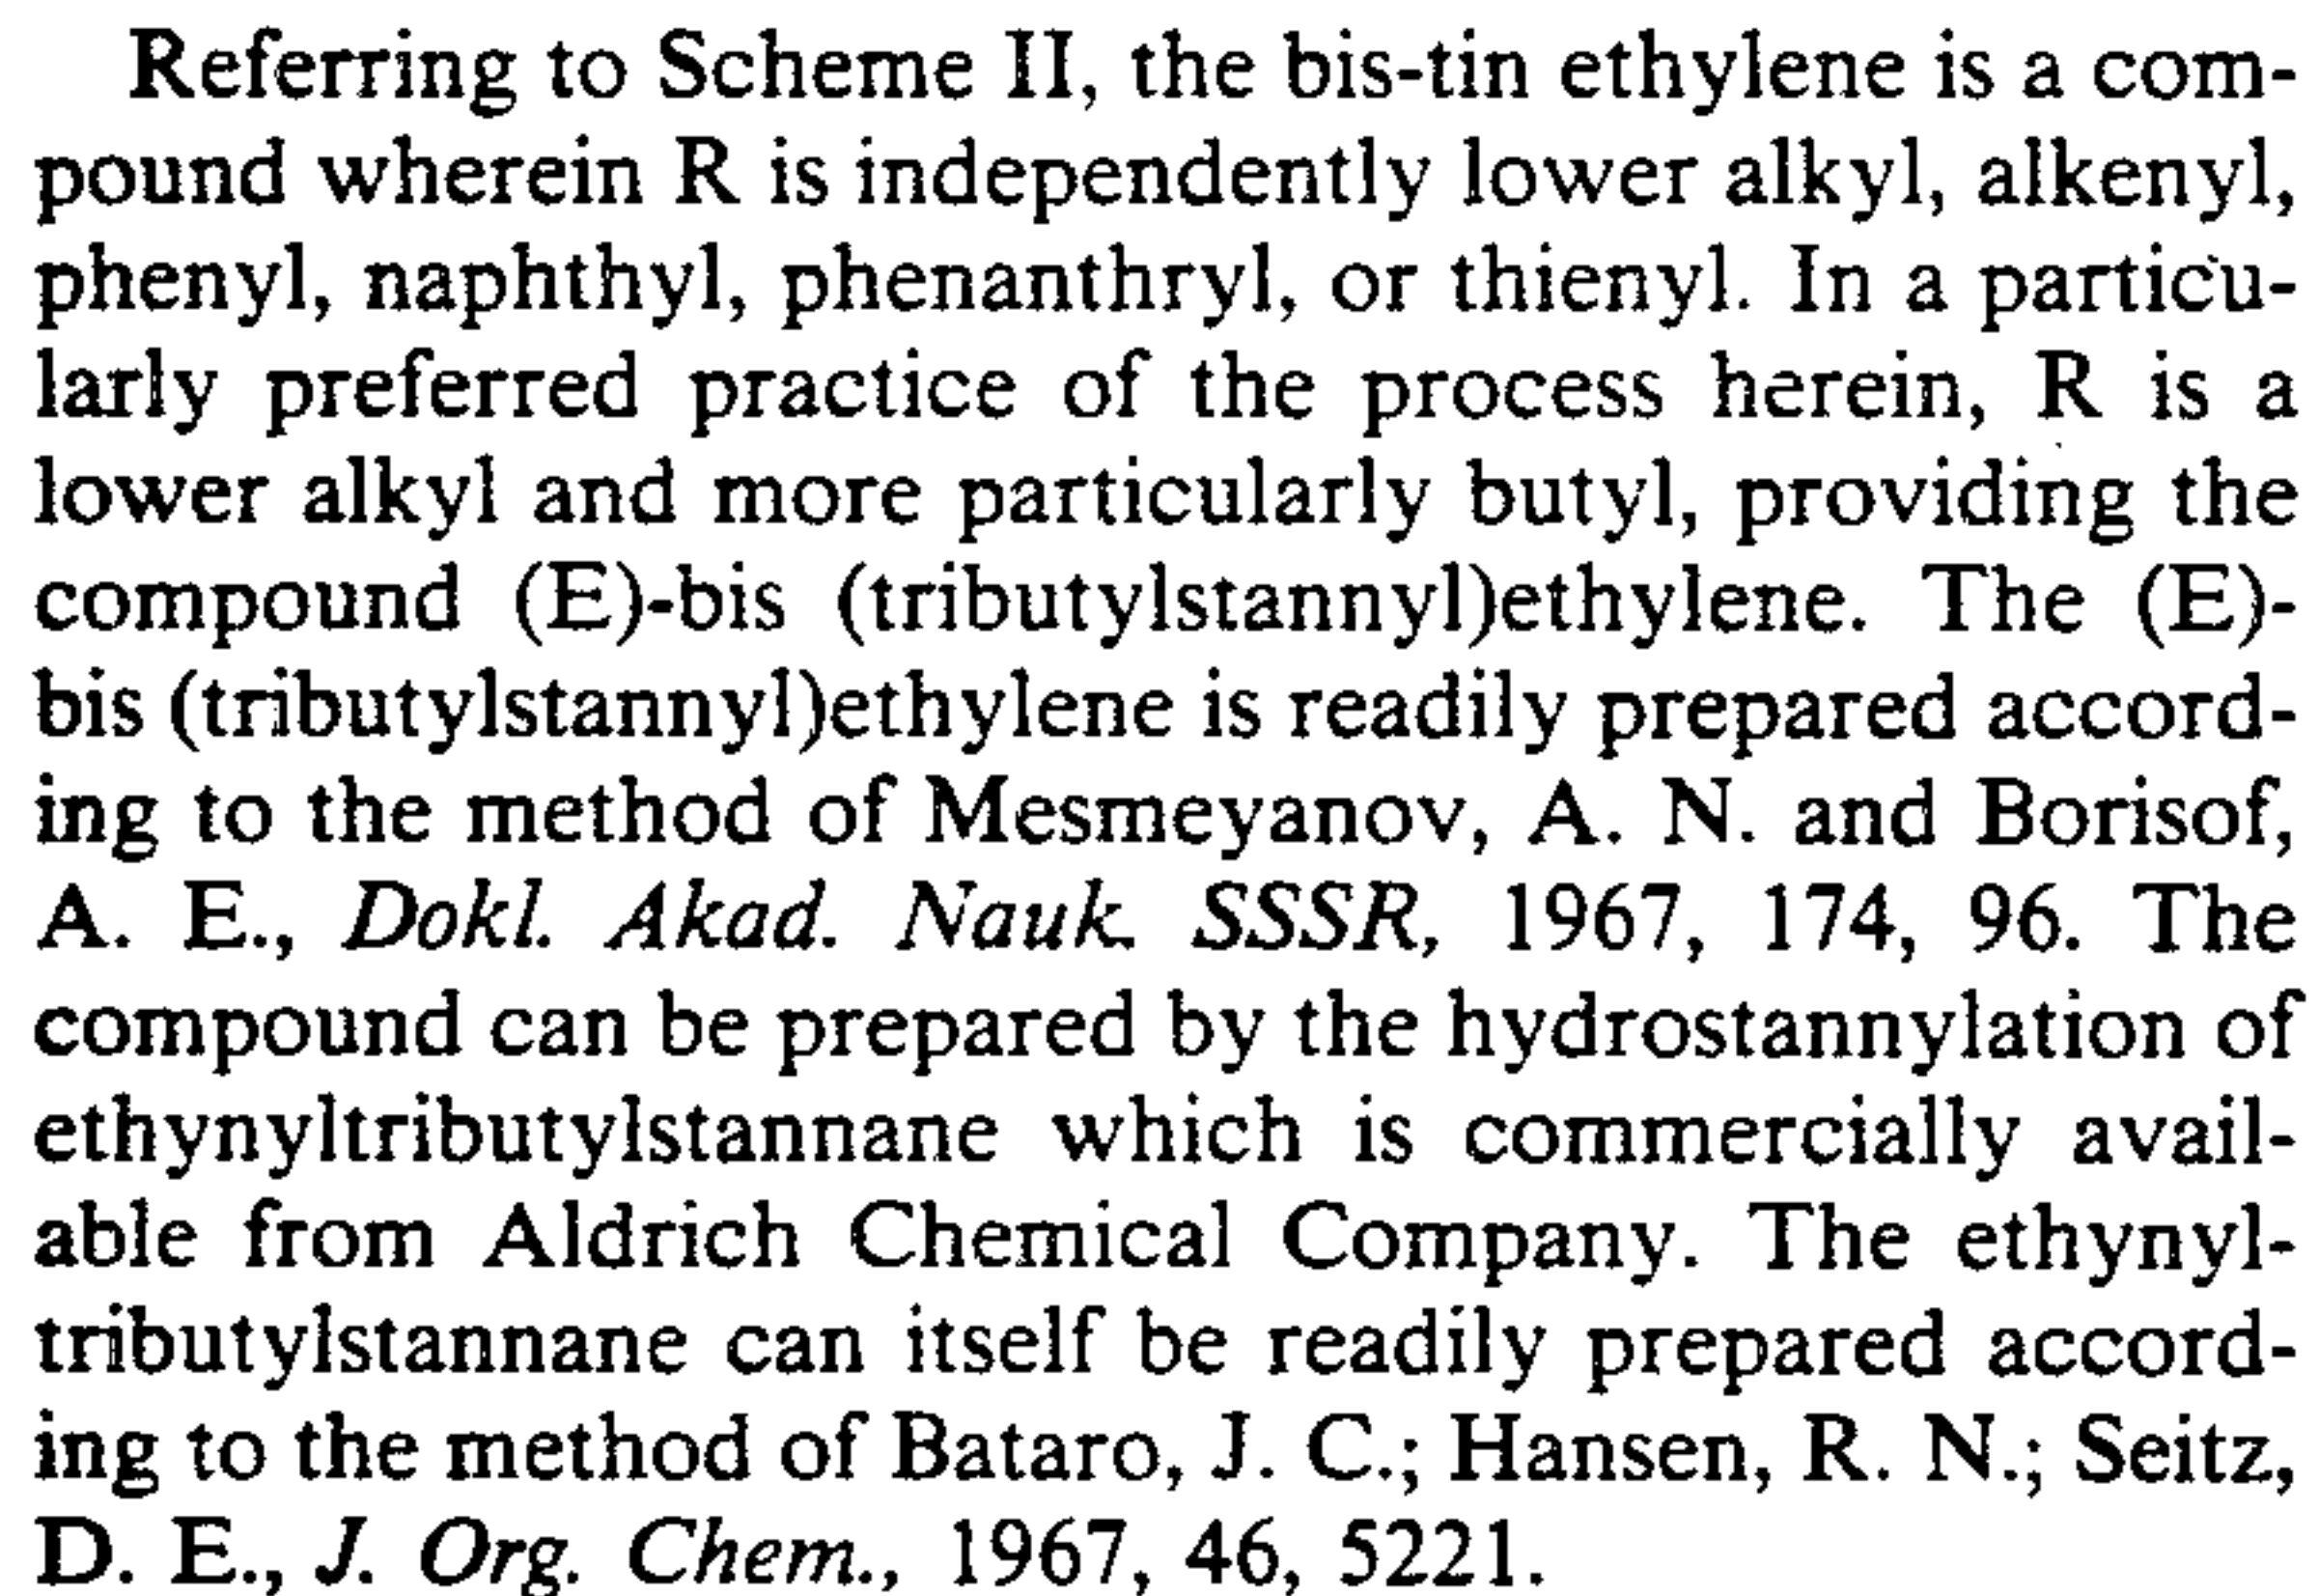 Referring to Scheme II, the bis-tin ethylene is a com-
pound wherein R is independently lower alkyl, alkenyl,
phenyl, naphthyl, phenanthryl, or thienyl. In a particu-
larly preferred practice of the process herein, R is a
lower alkyl and more particularly butyl, providing the
compound (E)-bis (tributylstannyl)ethylene. The (E)-
bis (tributylstannyl)ethylene is readily prepared accord-
ing to the method of Mesmeyanov, A. N. and Borisof,
A. E., Dokl. Akad. Nauk. SSSR, 1967, 174, 96. The
compound can be prepared by the hydrostannylation of
ethynyltributylstannane which is commercially avail-
able from Aldrich Chemical Company. The ethynyl-
tributylstannane can itself be readily prepared accord-
ing to the method of Bataro, J. C.; Hansen, R. N.; Seitz,
D. E., J. Org. Chem., 1967, 46, 5221.